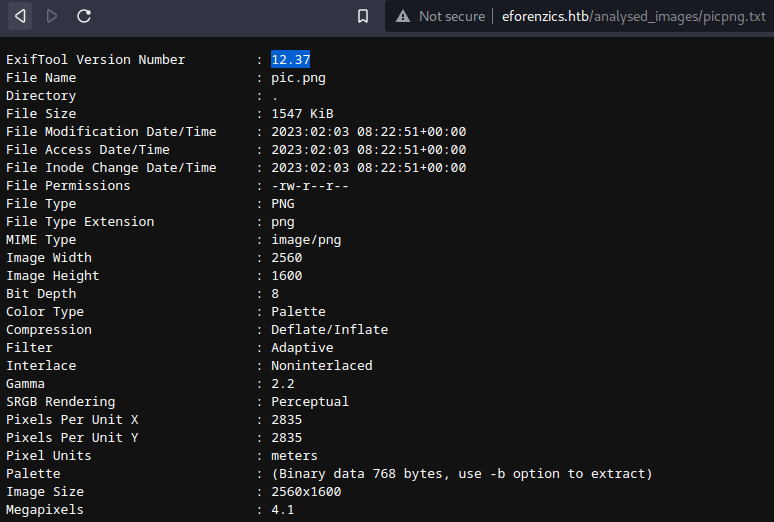 Not secure eforenzics.htb/analysed_images/picpng.txt
ExifTool Version Number : 12.37
File Name : pic.png
Directory : .
File Size : 1547 KiB
File Modification Date/Time : 2023:02:03 08:22:51+00:00
File Access Date/Time : 2023:02:03 08:22:51+00:00
File Inode Change Date/Time : 2023:02:03 08:22:51+00:00
File Permissions : -rw-r--r--
File Type : PNG
File Type Extension : png
MIME Type : image/png
Image Width : 2560
Image Height : 1600
Bit Depth : 8
Color Type : Palette
Compression : Deflate/Inflate
Filter : Adaptive
Interlace : Noninterlaced
Gamma : 2.2
SRGB Rendering : Perceptual
Pixels Per Unit X : 2835
Pixels Per Unit Y : 2835
Pixel Units : meters
Palette : (Binary data 768 bytes, use -b option to extract)
Image Size : 2560x1600
Megapixels : 4.1